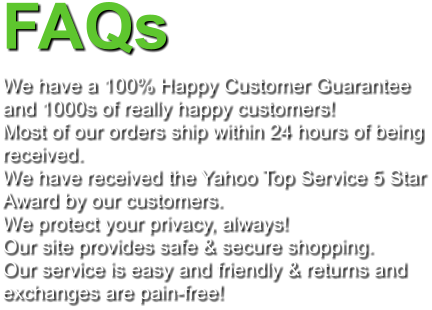 FAQs
We have a 100% Happy Customer Guarantee
and 1000s of really happy customers!
Most of our orders ship within 24 hours of being
received.
We have received the Yahoo Top Service 5 Star
Award by our customers.
We protect your privacy, always!
Our site provides safe & secure shopping.
Our service is easy and friendly & returns and
exchanges are pain-free!